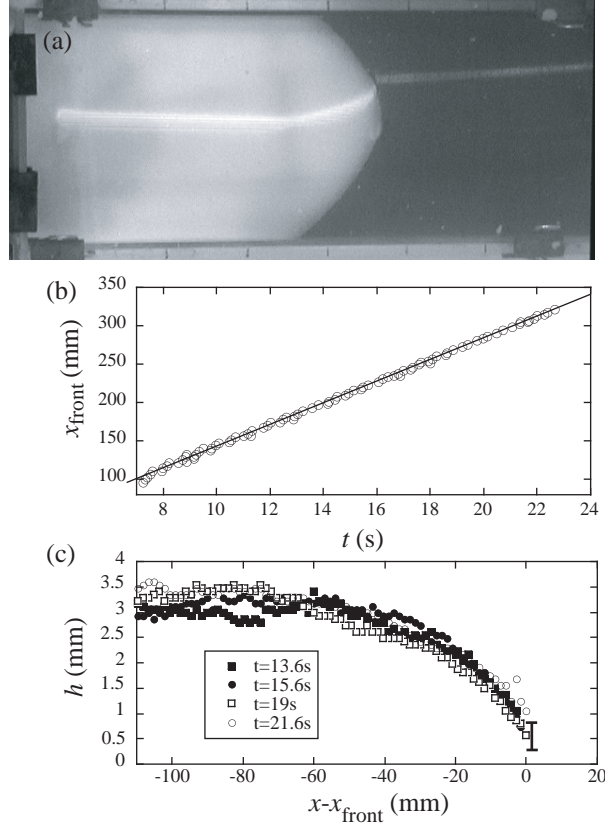 (a)
(b)
350
300
250
200
150
100
x_front (mm)
8 10 12 14 16 18 20 22 24
t (s)
(c)
4
3.5
3
2.5
2
1.5
1
0.5
0
h (mm)
t=13.6s
t=15.6s
t=19s
t=21.6s
-100 -80 -60 -40 -20 0 20
x-x_front (mm)